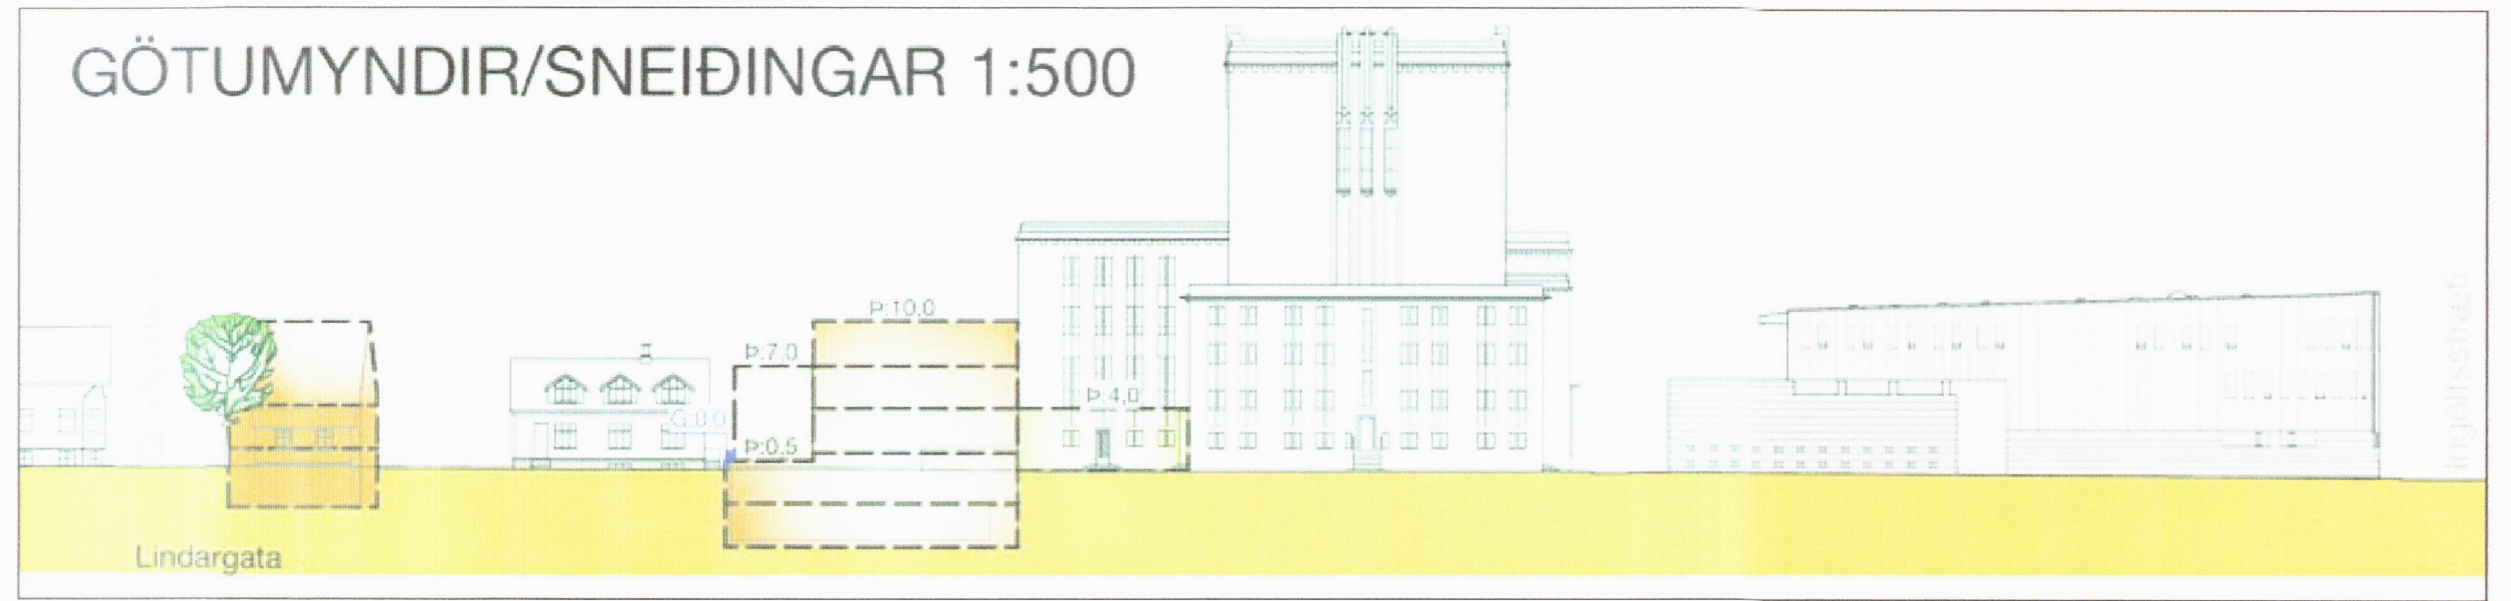 GÖTUMYNDIR/SNEIÐINGAR 1:500
Þ:10,0
Þ:7,0
Þ:4,0
G:0,0
Þ:0,5
Ingólfsstræti
Lindargata